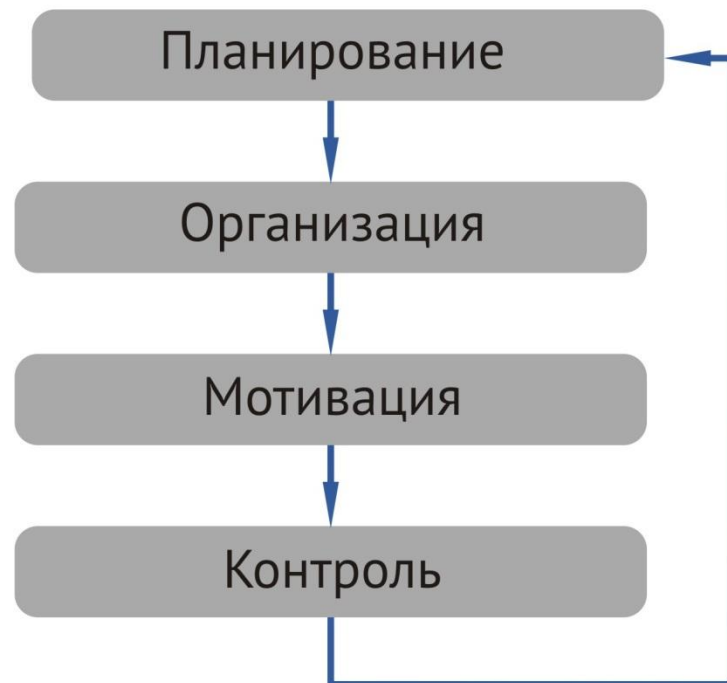 Планирование
Организация
Мотивация
Контроль